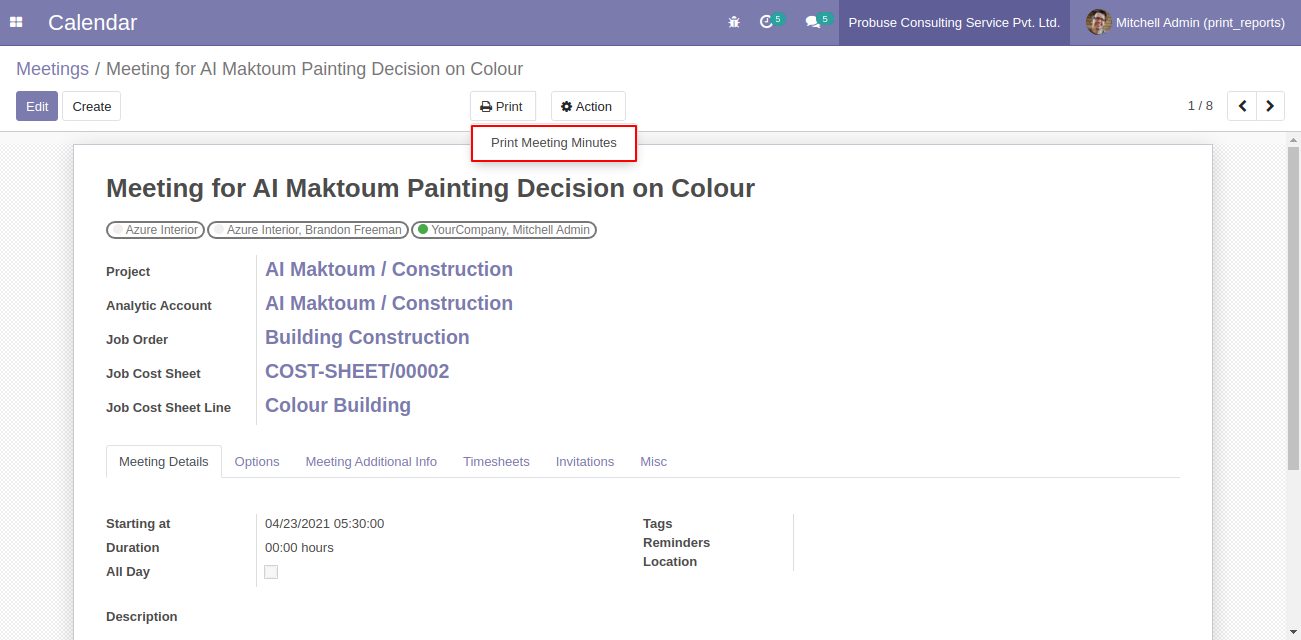 Calendar
5
5
Probuse Consulting Service Pvt. Ltd.
Mitchell Admin (print_reports)
Meetings / Meeting for AI Maktoum Painting Decision on Colour
Edit
Create
Print
Action
1 / 8
Print Meeting Minutes
Meeting for AI Maktoum Painting Decision on Colour
Azure Interior
Azure Interior, Brandon Freeman
YourCompany, Mitchell Admin
Project AI Maktoum / Construction
Analytic Account AI Maktoum / Construction
Job Order Building Construction
Job Cost Sheet COST-SHEET/00002
Job Cost Sheet Line Colour Building
Meeting Details
Options
Meeting Additional Info
Timesheets
Invitations
Misc
Starting at 04/23/2021 05:30:00
Duration 00:00 hours
All Day
Tags
Reminders
Location
Description